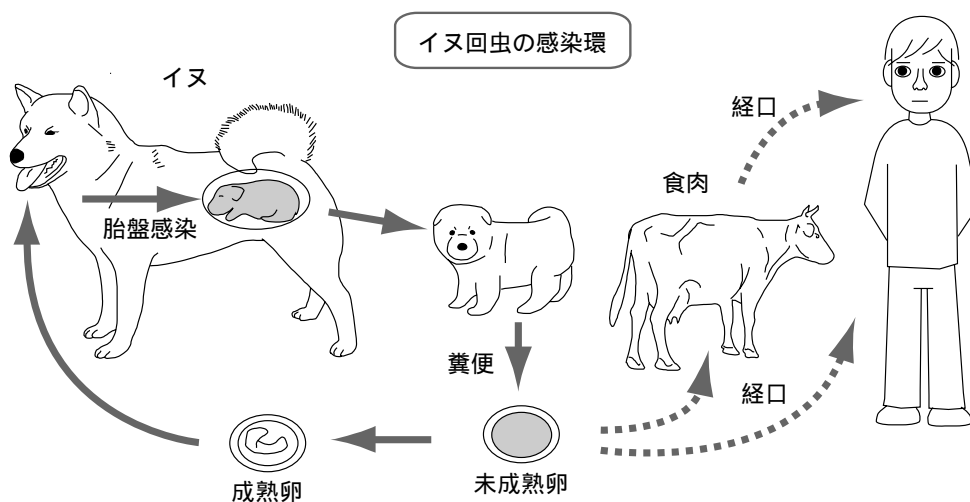 イヌ回虫の感染環
イヌ
経口
食肉
胎盤感染
糞便
経口
成熟卵
未成熟卵